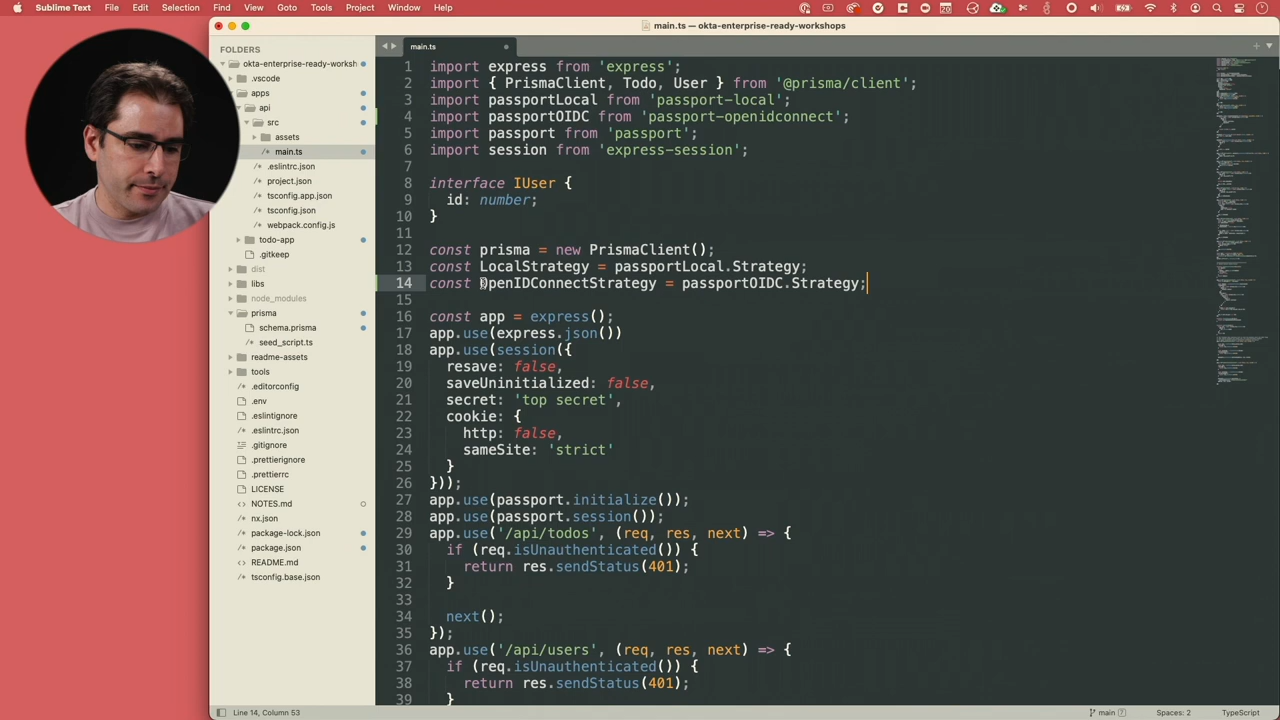 Sublime Text File Edit Selection Find View Goto Tools Project Window Help
main.ts — okta-enterprise-ready-workshops
FOLDERS
okta-enterprise-ready-worksh
.vscode
apps
api
src
assets
main.ts
.eslintrc.json
project.json
tsconfig.app.json
tsconfig.json
webpack.config.js
todo-app
.gitkeep
dist
libs
node_modules
prisma
schema.prisma
seed_script.ts
readme-assets
tools
.editorconfig
.env
.eslintignore
.eslintrc.json
.gitignore
.prettierignore
.prettierrc
LICENSE
NOTES.md
nx.json
package-lock.json
package.json
README.md
tsconfig.base.json
main.ts
1 import express from 'express';
2 import { PrismaClient, Todo, User } from '@prisma/client';
3 import passportLocal from 'passport-local';
4 import passportOIDC from 'passport-openidconnect';
5 import passport from 'passport';
6 import session from 'express-session';
7
8 interface IUser {
9 id: number;
10 }
11
12 const prisma = new PrismaClient();
13 const LocalStrategy = passportLocal.Strategy;
14 const OpenIDConnectStrategy = passportOIDC.Strategy;
15
16 const app = express();
17 app.use(express.json())
18 app.use(session({
19 resave: false,
20 saveUninitialized: false,
21 secret: 'top secret',
22 cookie: {
23 http: false,
24 sameSite: 'strict'
25 }
26 }));
27 app.use(passport.initialize());
28 app.use(passport.session());
29 app.use('/api/todos', (req, res, next) => {
30 if (req.isUnauthenticated()) {
31 return res.sendStatus(401);
32 }
33
34 next();
35 });
36 app.use('/api/users', (req, res, next) => {
37 if (req.isUnauthenticated()) {
38 return res.sendStatus(401);
39 }
Line 14, Column 53
main 7
Spaces: 2
TypeScript